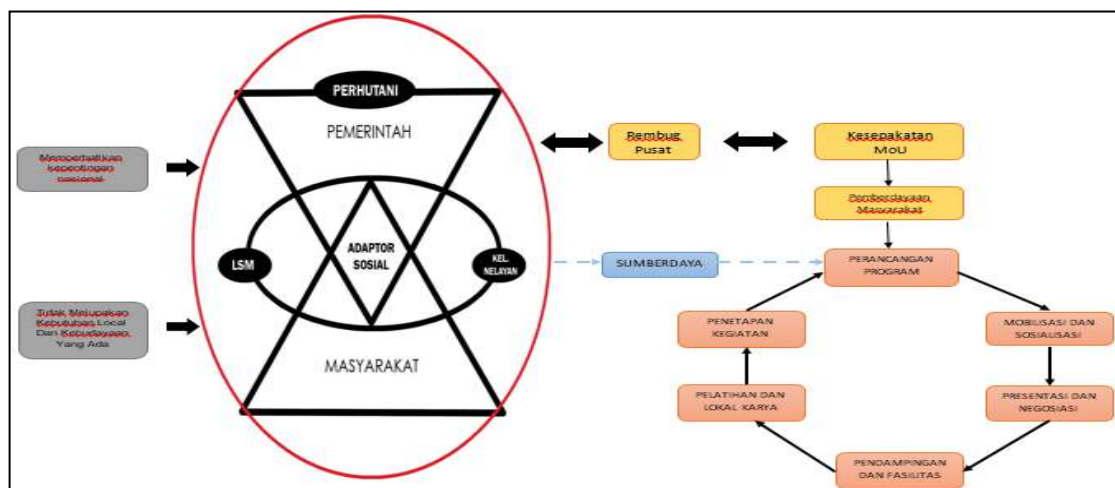 PERHUTANI
PEMERINTAH
Memperhatikan
kepentingan
nasional
Rembug
Pusat
Kesepakatan
MoU
Pemberdayaan
Masyarakat
LSM
ADAPTOR
SOSIAL
KEL.
NELAYAN
SUMBERDAYA
PERANCANGAN
PROGRAM
Tidak Melupakan
Kebutuhan Local
Dan Kebudayaan
Yang Ada
MASYARAKAT
PENETAPAN
KEGIATAN
MOBILISASI DAN
SOSIALISASI
PELATIHAN DAN
LOKAL KARYA
PRESENTASI DAN
NEGOSIASI
PENDAMPINGAN
DAN FASILITAS